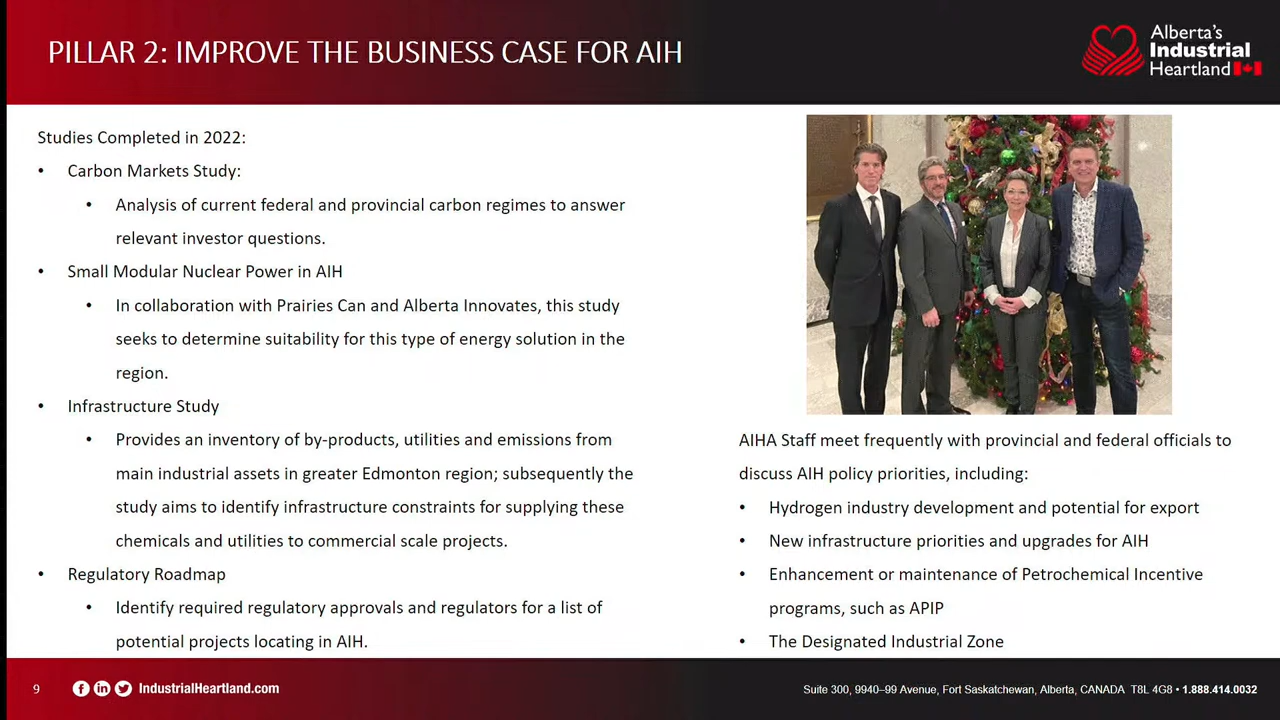 PILLAR 2: IMPROVE THE BUSINESS CASE FOR AIH
Alberta's
Industrial
Heartland
Studies Completed in 2022:
• Carbon Markets Study:
• Analysis of current federal and provincial carbon regimes to answer
relevant investor questions.
• Small Modular Nuclear Power in AIH
• In collaboration with Prairies Can and Alberta Innovates, this study
seeks to determine suitability for this type of energy solution in the
region.
• Infrastructure Study
• Provides an inventory of by-products, utilities and emissions from
main industrial assets in greater Edmonton region; subsequently the
study aims to identify infrastructure constraints for supplying these
chemicals and utilities to commercial scale projects.
• Regulatory Roadmap
• Identify required regulatory approvals and regulators for a list of
potential projects locating in AIH.
AIHA Staff meet frequently with provincial and federal officials to
discuss AIH policy priorities, including:
• Hydrogen industry development and potential for export
• New infrastructure priorities and upgrades for AIH
• Enhancement or maintenance of Petrochemical Incentive
programs, such as APIP
• The Designated Industrial Zone
9
IndustrialHeartland.com
Suite 300, 9940–99 Avenue, Fort Saskatchewan, Alberta, CANADA T8L 4G8 • 1.888.414.0032